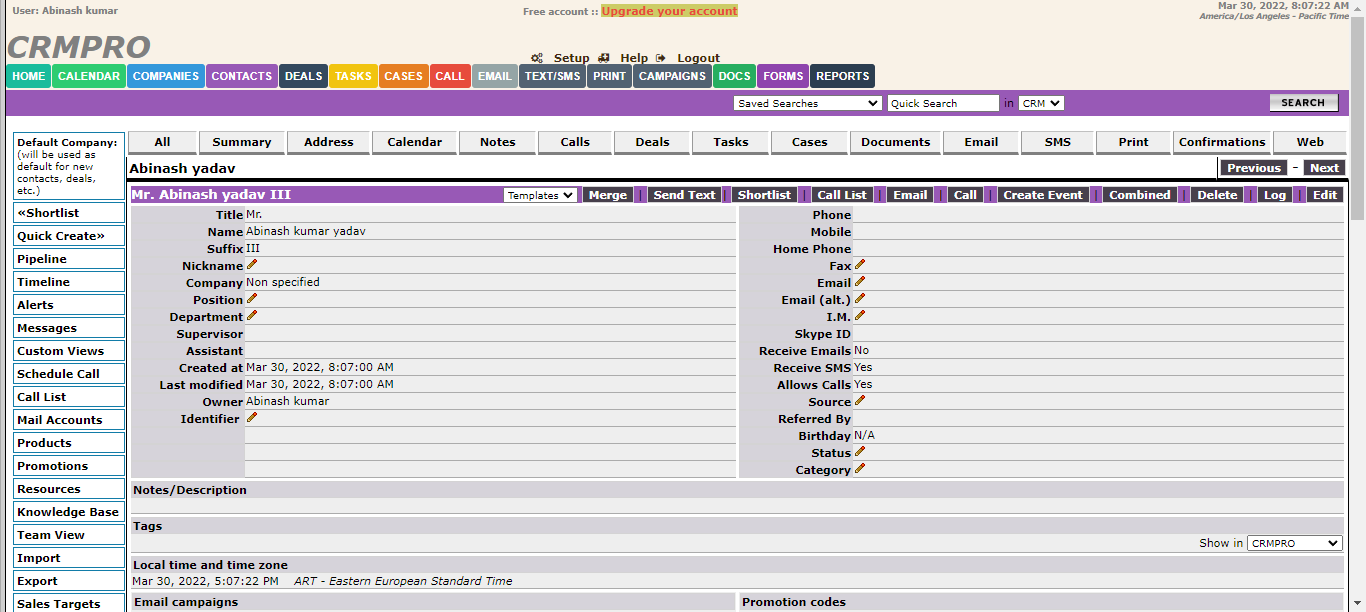 User: Abinash kumar
Free account :: Upgrade your account
Mar 30, 2022, 8:07:22 AM
America/Los Angeles - Pacific Time
CRMPRO
Setup Help Logout
HOME CALENDAR COMPANIES CONTACTS DEALS TASKS CASES CALL EMAIL TEXT/SMS PRINT CAMPAIGNS DOCS FORMS REPORTS
Saved Searches Quick Search in CRM SEARCH
Default Company:
(will be used as
default for new
contacts, deals,
etc.)
«Shortlist
Quick Create»
Pipeline
Timeline
Alerts
Messages
Custom Views
Schedule Call
Call List
Mail Accounts
Products
Promotions
Resources
Knowledge Base
Team View
Import
Export
Sales Targets
All Summary Address Calendar Notes Calls Deals Tasks Cases Documents Email SMS Print Confirmations Web
Abinash yadav
Previous - Next
Mr. Abinash yadav III
Templates Merge | Send Text | Shortlist | Call List | Email | Call | Create Event | Combined | Delete | Log | Edit
Title Mr.
Name Abinash kumar yadav
Suffix III
Nickname
Company Non specified
Position
Department
Supervisor
Assistant
Created at Mar 30, 2022, 8:07:00 AM
Last modified Mar 30, 2022, 8:07:00 AM
Owner Abinash kumar
Identifier
Phone
Mobile
Home Phone
Fax
Email
Email (alt.)
I.M.
Skype ID
Receive Emails No
Receive SMS Yes
Allows Calls Yes
Source
Referred By
Birthday N/A
Status
Category
Notes/Description
Tags
Show in CRMPRO
Local time and time zone
Mar 30, 2022, 5:07:22 PM ART - Eastern European Standard Time
Email campaigns
Promotion codes